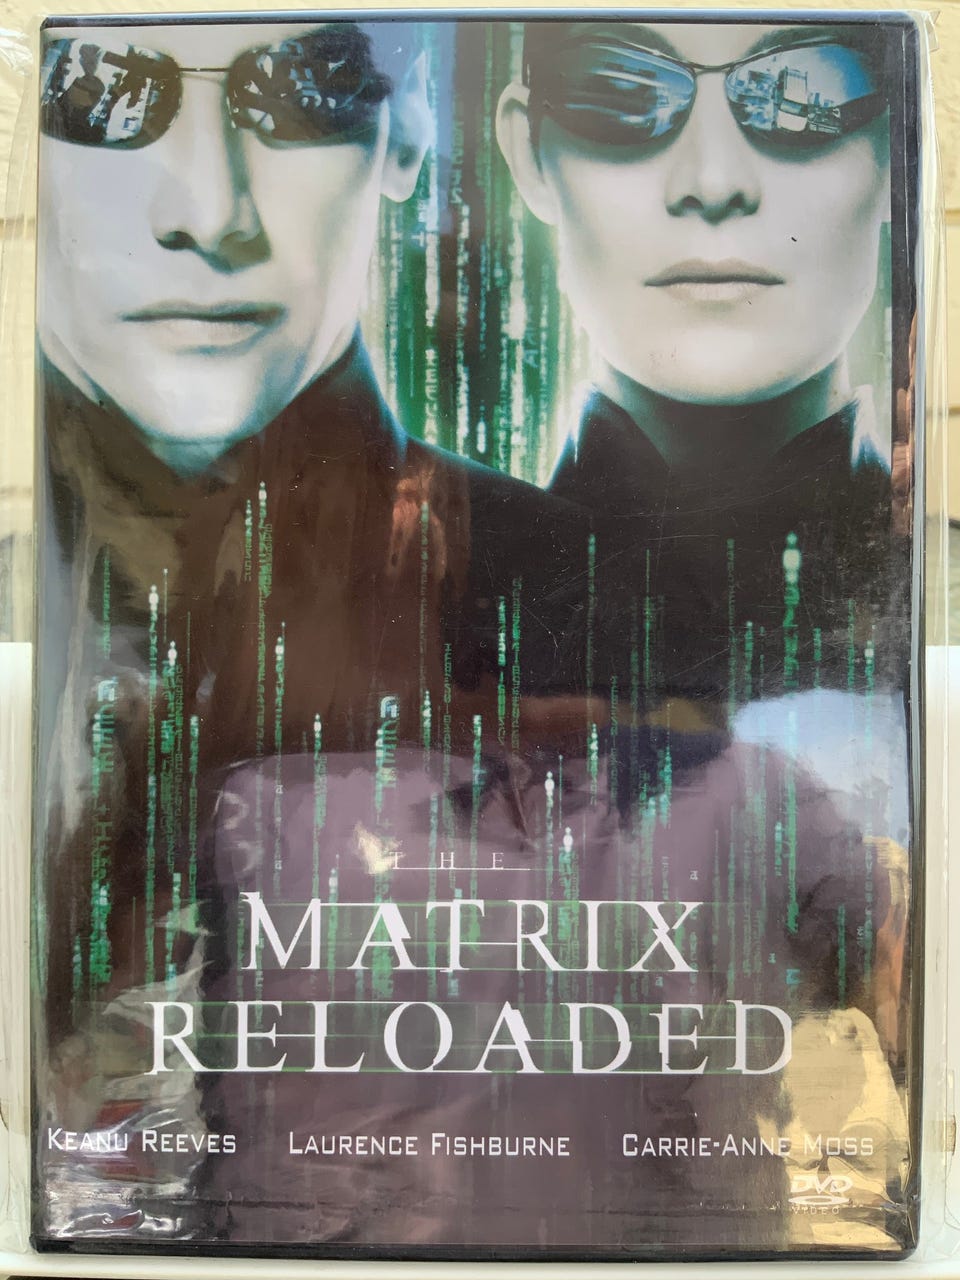 THE
MATRIX
RELOADED
KEANU REEVES LAURENCE FISHBURNE CARRIE-ANNE MOSS
DVD
VIDEO